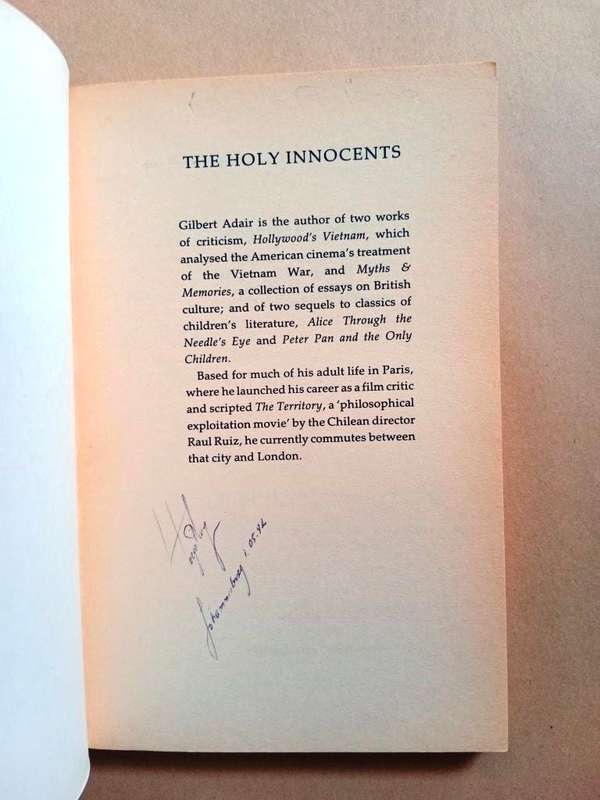 THE HOLY INNOCENTS
Gilbert Adair is the author of two works
of criticism, Hollywood's Vietnam, which
analysed the American cinema's treatment
of the Vietnam War, and Myths &
Memories, a collection of essays on British
culture; and of two sequels to classics of
children's literature, Alice Through the
Needle's Eye and Peter Pan and the Only
Children.
Based for much of his adult life in Paris,
where he launched his career as a film critic
and scripted The Territory, a 'philosophical
exploitation movie' by the Chilean director
Raul Ruiz, he currently commutes between
that city and London.